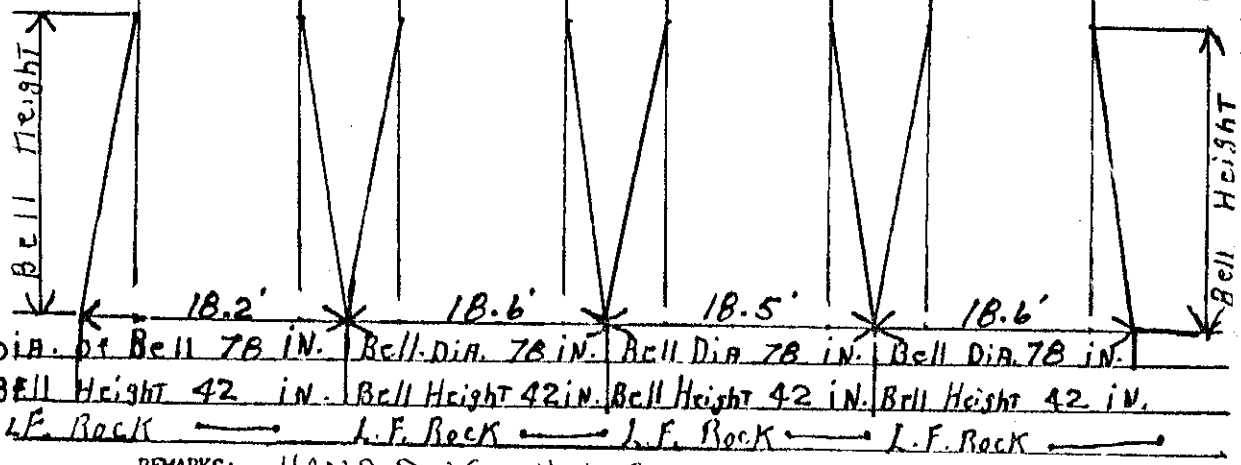 Bell Height
Bell Height
18.2' 18.6' 18.5' 18.6'
DiA. of Bell 78 iN. Bell DiA. 78 iN. Bell DiA 78 iN. Bell DiA. 78 iN.
Bell Height 42 iN. Bell Height 42 iN. Bell Height 42 iN. Bell Height 42 iN.
L.F. Rock L.F. Rock L.F. Rock L.F. Rock
REMARKS: